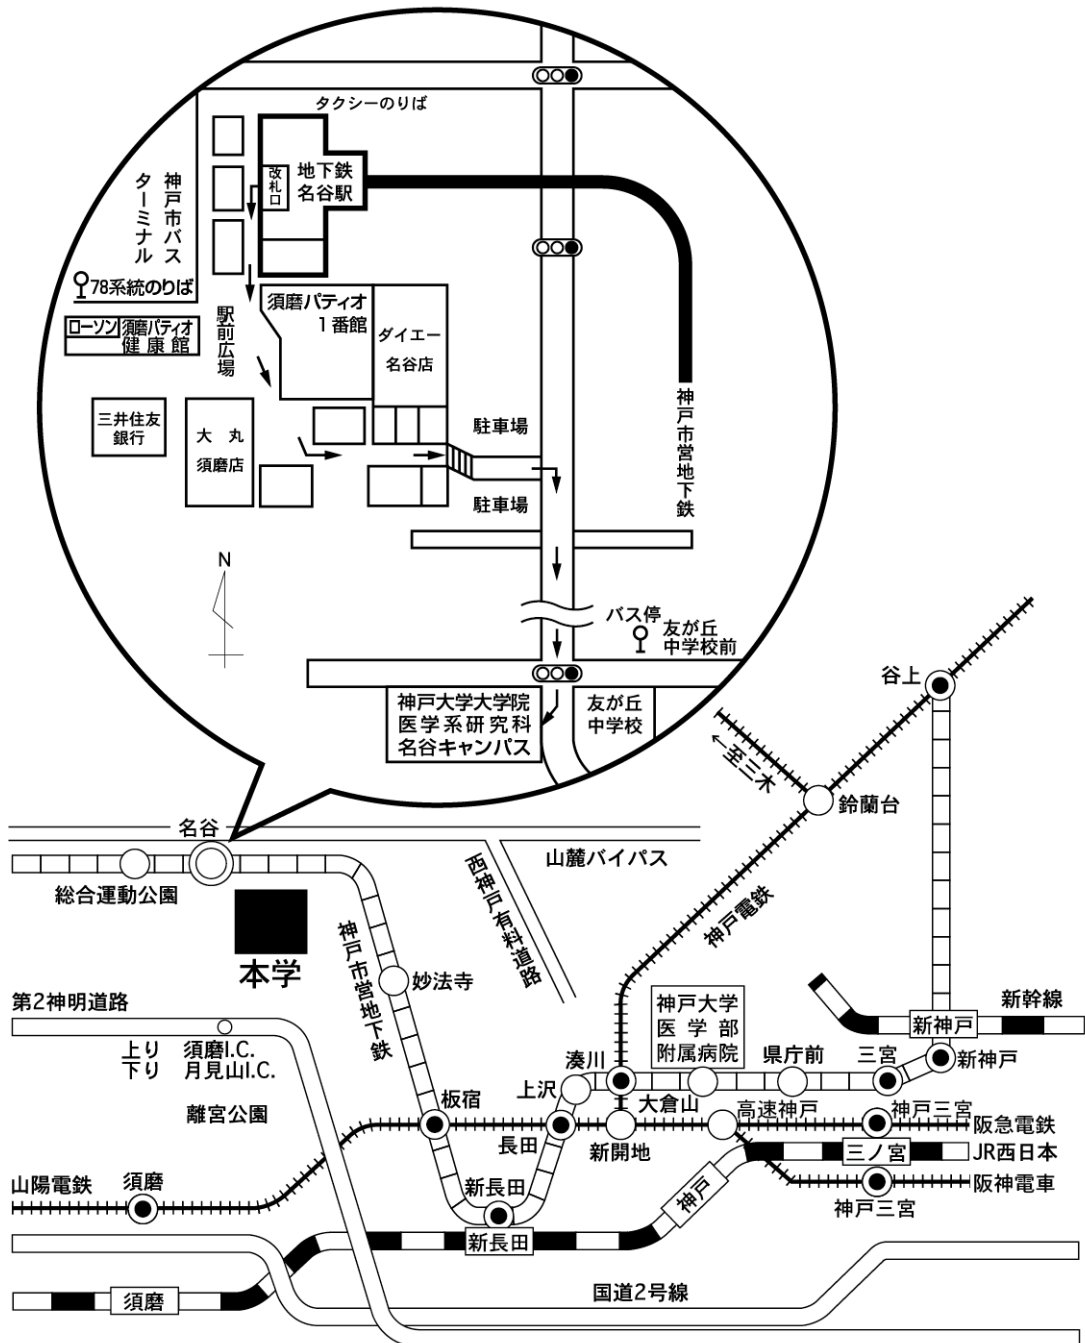 タクシーのりば
地下鉄
名谷駅
改札口
神戸市バス
ターミナル
78系統のりば
ローソン
須磨パティオ
健康館
駅前広場
須磨パティオ
1番館
ダイエー
名谷店
三井住友
銀行
大丸
須磨店
駐車場
駐車場
神戸市営地下鉄
N
バス停
友が丘
中学校前
神戸大学大学院
医学系研究科
名谷キャンパス
友が丘
中学校
谷上
←至三木
鈴蘭台
名谷
山麓バイパス
総合運動公園
西神戸有料道路
神戸電鉄
本学
神戸市営地下鉄
妙法寺
第2神明道路
上り 須磨I.C.
下り 月見山I.C.
離宮公園
神戸大学
医学部
附属病院
新幹線
新神戸
新神戸
湊川
県庁前
三宮
上沢
大倉山
板宿
長田
新開地
高速神戸
神戸三宮
阪急電鉄
三ノ宮
JR西日本
山陽電鉄
須磨
新長田
神戸
神戸三宮
阪神電車
新長田
須磨
国道2号線